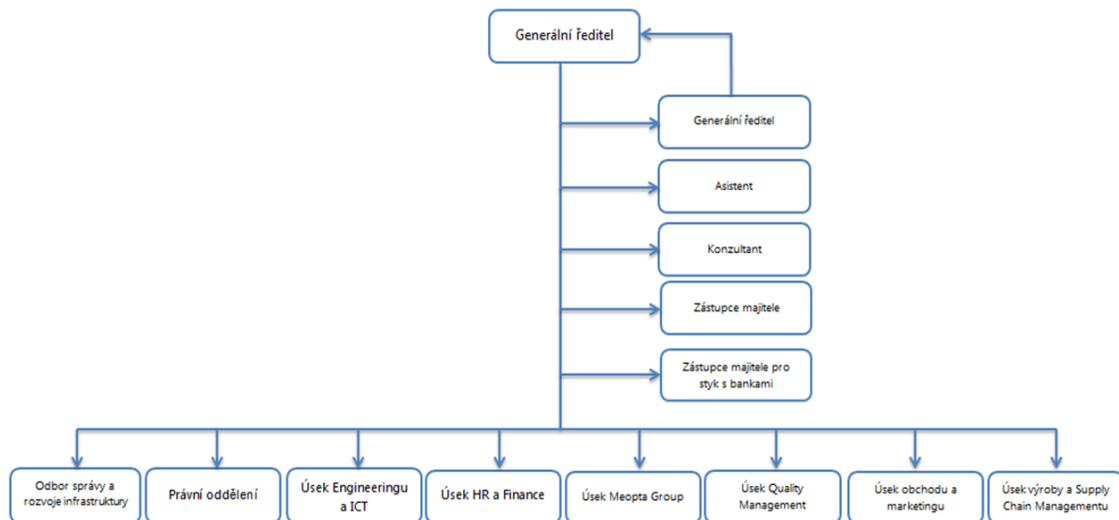 Generální ředitel
Generální ředitel
Asistent
Konzultant
Zástupce majitele
Zástupce majitele pro
styk s bankami
Odbor správy a
rozvoje infrastruktury
Právní oddělení
Úsek Engineeringu
a ICT
Úsek HR a Finance
Úsek Meopta Group
Úsek Quality
Management
Úsek obchodu a
marketingu
Úsek výroby a Supply
Chain Managementu